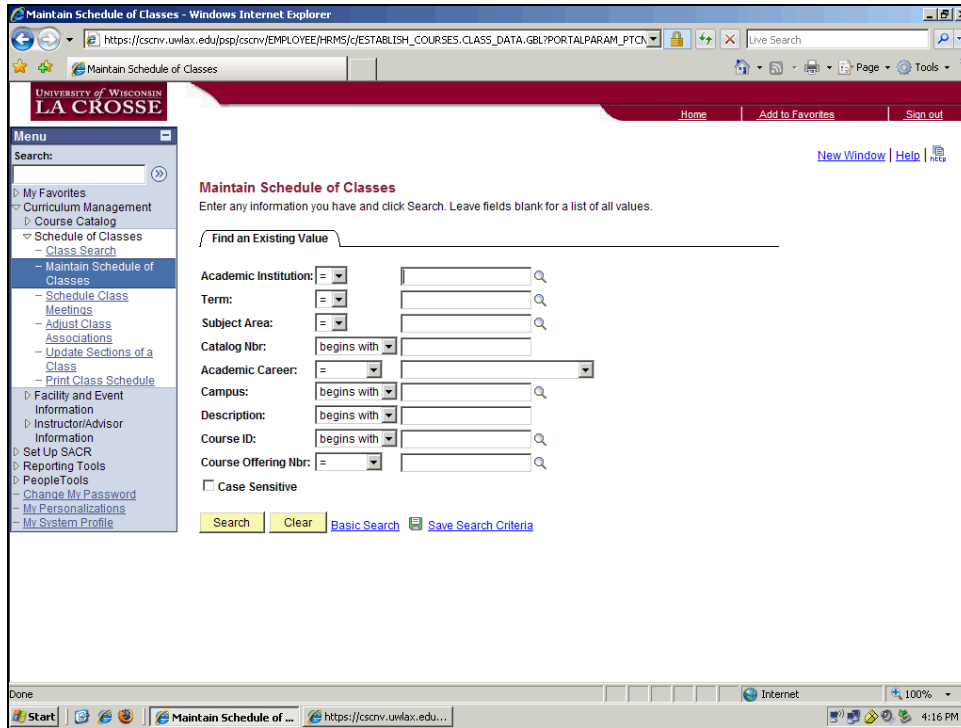 Maintain Schedule of Classes - Windows Internet Explorer
https://cscnv.uwlax.edu/psp/cscnv/EMPLOYEE/HRMS/c/ESTABLISH_COURSES.CLASS_DATA.GBL?PORTALPARAM_PTCN
Live Search
Maintain Schedule of Classes
Page
Tools
UNIVERSITY of WISCONSIN
LA CROSSE
Home
Add to Favorites
Sign out
Menu
Search:
New Window | Help | http
My Favorites
Curriculum Management
Course Catalog
Schedule of Classes
– Class Search
– Maintain Schedule of
Classes
– Schedule Class
Meetings
– Adjust Class
Associations
– Update Sections of a
Class
– Print Class Schedule
Facility and Event
Information
Instructor/Advisor
Information
Set Up SACR
Reporting Tools
PeopleTools
– Change My Password
– My Personalizations
– My System Profile
Maintain Schedule of Classes
Enter any information you have and click Search. Leave fields blank for a list of all values.
Find an Existing Value
Academic Institution: =
Term: =
Subject Area: =
Catalog Nbr: begins with
Academic Career: =
Campus: begins with
Description: begins with
Course ID: begins with
Course Offering Nbr: =
Case Sensitive
Search Clear Basic Search Save Search Criteria
Done
Internet
100%
Start
Maintain Schedule of ...
https://cscnv.uwlax.edu...
4:16 PM